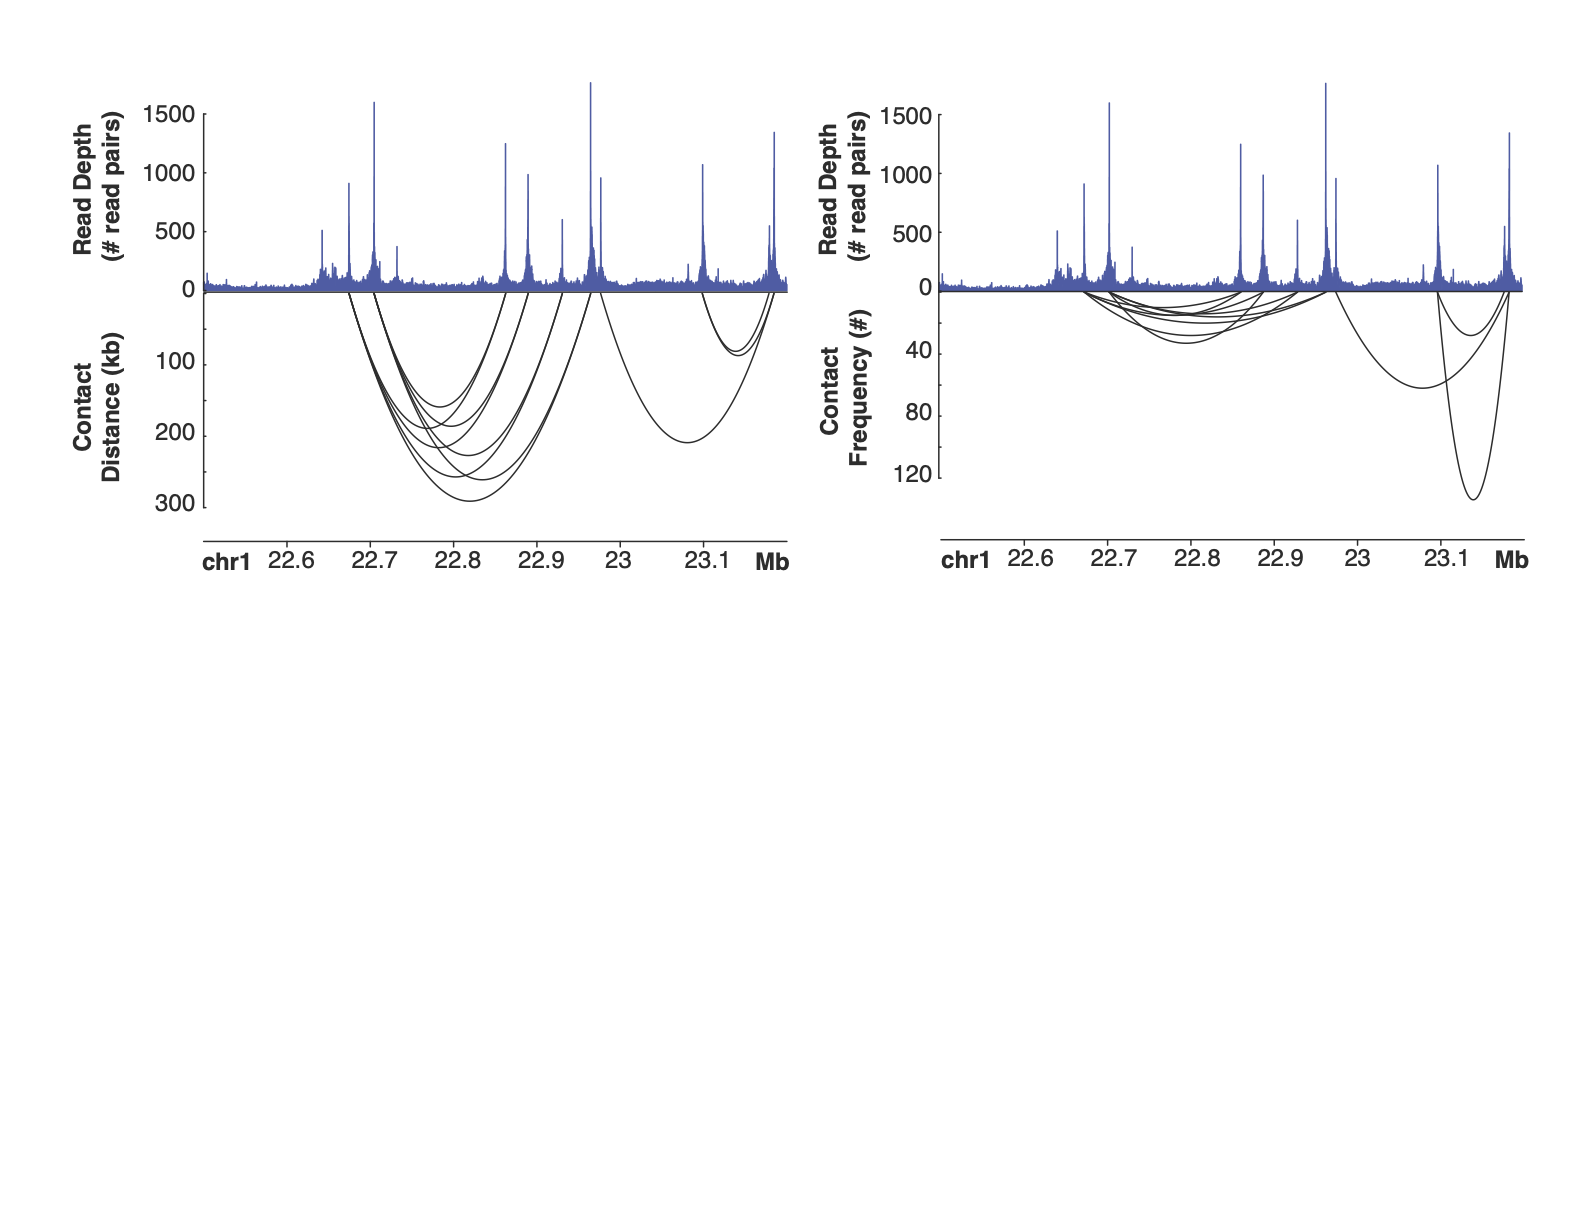 Read Depth
(# read pairs)
1500
1000
500
0
Contact
Distance (kb)
100
200
300
chr1 22.6 22.7 22.8 22.9 23 23.1 Mb
Read Depth
(# read pairs)
1500
1000
500
0
Contact
Frequency (#)
40
80
120
chr1 22.6 22.7 22.8 22.9 23 23.1 Mb